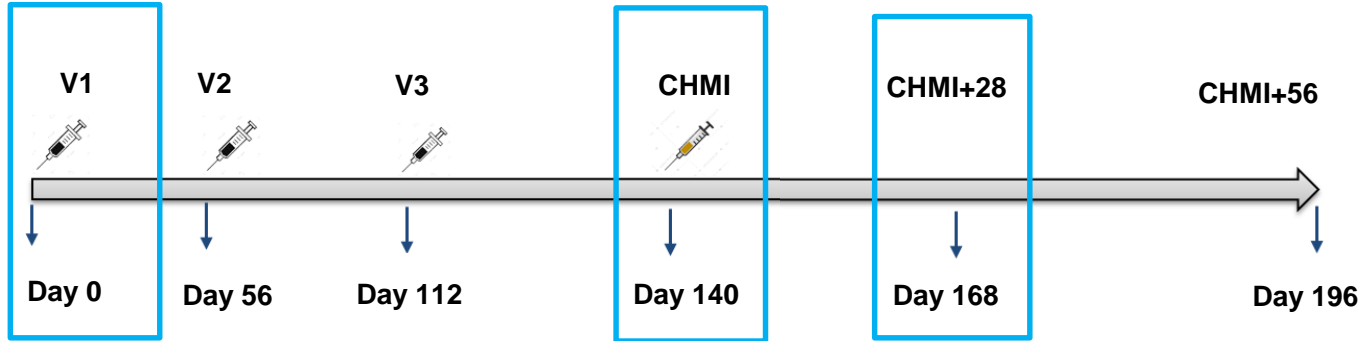 V1
V2
V3
CHMI
CHMI+28
CHMI+56
Day 0
Day 56
Day 112
Day 140
Day 168
Day 196